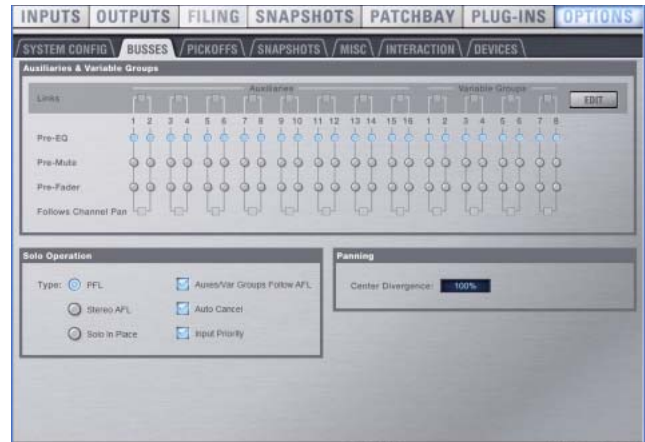 INPUTS OUTPUTS FILING SNAPSHOTS PATCHBAY PLUG-INS OPTIONS
SYSTEM CONFIG BUSSES PICKOFFS SNAPSHOTS MISC INTERACTION DEVICES
Auxiliaries & Variable Groups
Auxiliaries Variable Groups
Links EDIT
1 2 3 4 5 6 7 8 9 10 11 12 13 14 15 16 1 2 3 4 5 6 7 8
Pre-EQ
Pre-Mute
Pre-Fader
Follows Channel Pan
Solo Operation
Type: PFL Auxes/Var Groups Follow AFL
Stereo AFL Auto Cancel
Solo In Place Input Priority
Panning
Center Divergence: 100%